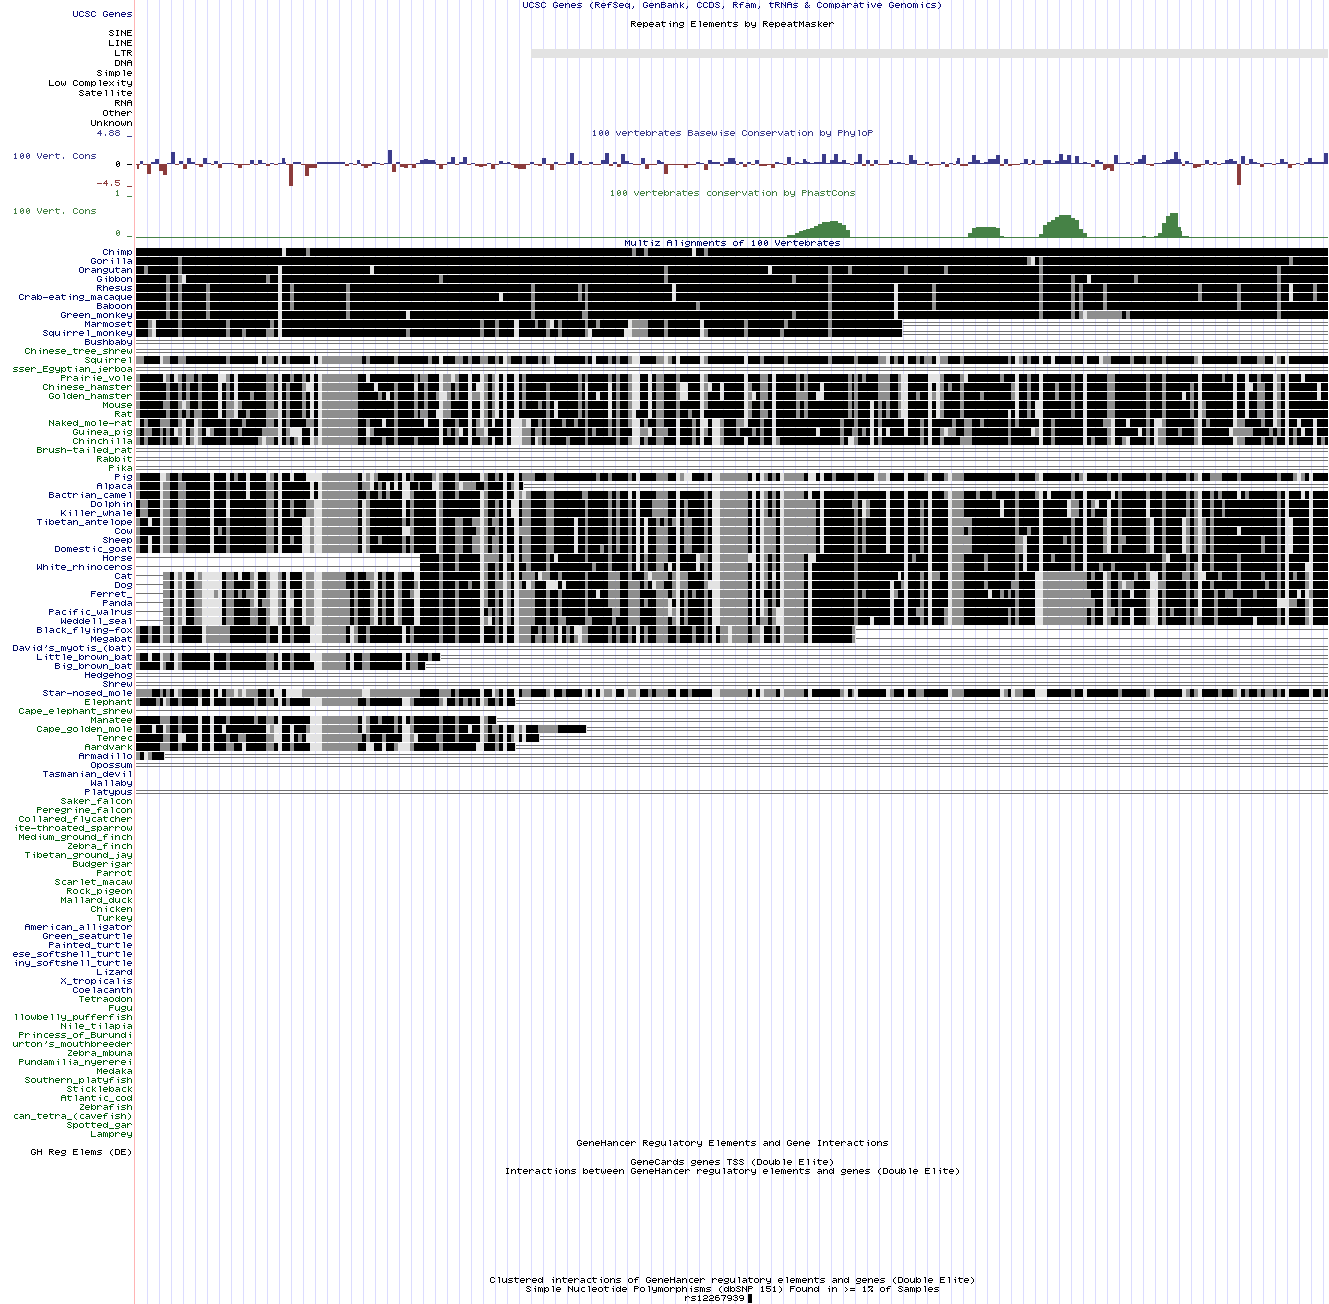 UCSC Genes (RefSeq, GenBank, CCDS, Rfam, tRNAs & Comparative Genomics)
UCSC Genes
Repeating Elements by RepeatMasker
SINE
LINE
LTR
DNA
Simple
Low Complexity
Satellite
RNA
Other
Unknown
4.88 _
100 vertebrates Basewise Conservation by PhyloP
100 Vert. Cons
0 _
-4.5 _
1 _
100 vertebrates conservation by PhastCons
100 Vert. Cons
0 _
Multiz Alignments of 100 Vertebrates
Chimp
Gorilla
Orangutan
Gibbon
Rhesus
Crab-eating_macaque
Baboon
Green_monkey
Marmoset
Squirrel_monkey
Bushbaby
Chinese_tree_shrew
Squirrel
sser_Egyptian_jerboa
Prairie_vole
Chinese_hamster
Golden_hamster
Mouse
Rat
Naked_mole-rat
Guinea_pig
Chinchilla
Brush-tailed_rat
Rabbit
Pika
Pig
Alpaca
Bactrian_camel
Dolphin
Killer_whale
Tibetan_antelope
Cow
Sheep
Domestic_goat
Horse
White_rhinoceros
Cat
Dog
Ferret_
Panda
Pacific_walrus
Weddell_seal
Black_flying-fox
Megabat
David's_myotis_(bat)
Little_brown_bat
Big_brown_bat
Hedgehog
Shrew
Star-nosed_mole
Elephant
Cape_elephant_shrew
Manatee
Cape_golden_mole
Tenrec
Aardvark
Armadillo
Opossum
Tasmanian_devil
Wallaby
Platypus
Saker_falcon
Peregrine_falcon
Collared_flycatcher
ite-throated_sparrow
Medium_ground_finch
Zebra_finch
Tibetan_ground_jay
Budgerigar
Parrot
Scarlet_macaw
Rock_pigeon
Mallard_duck
Chicken
Turkey
American_alligator
Green_seaturtle
Painted_turtle
ese_softshell_turtle
iny_softshell_turtle
Lizard
X_tropicalis
Coelacanth
Tetraodon
Fugu
llowbelly_pufferfish
Nile_tilapia
Princess_of_Burundi
urton's_mouthbreeder
Zebra_mbuna
Pundamilia_nyererei
Medaka
Southern_platyfish
Stickleback
Atlantic_cod
Zebrafish
can_tetra_(cavefish)
Spotted_gar
Lamprey
GeneHancer Regulatory Elements and Gene Interactions
GH Reg Elems (DE)
GeneCards genes TSS (Double Elite)
Interactions between GeneHancer regulatory elements and genes (Double Elite)
Clustered interactions of GeneHancer regulatory elements and genes (Double Elite)
Simple Nucleotide Polymorphisms (dbSNP 151) Found in >= 1% of Samples
rs12267939